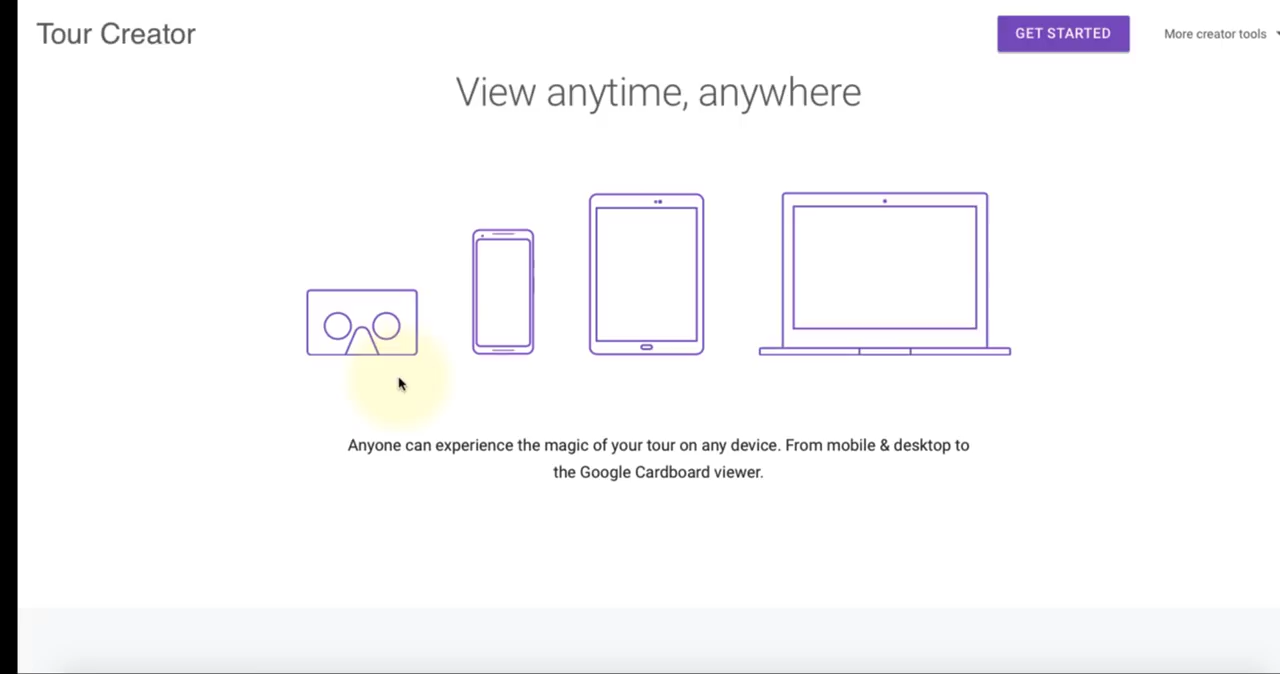 Tour Creator
GET STARTED
More creator tools
View anytime, anywhere
Anyone can experience the magic of your tour on any device. From mobile & desktop to
the Google Cardboard viewer.